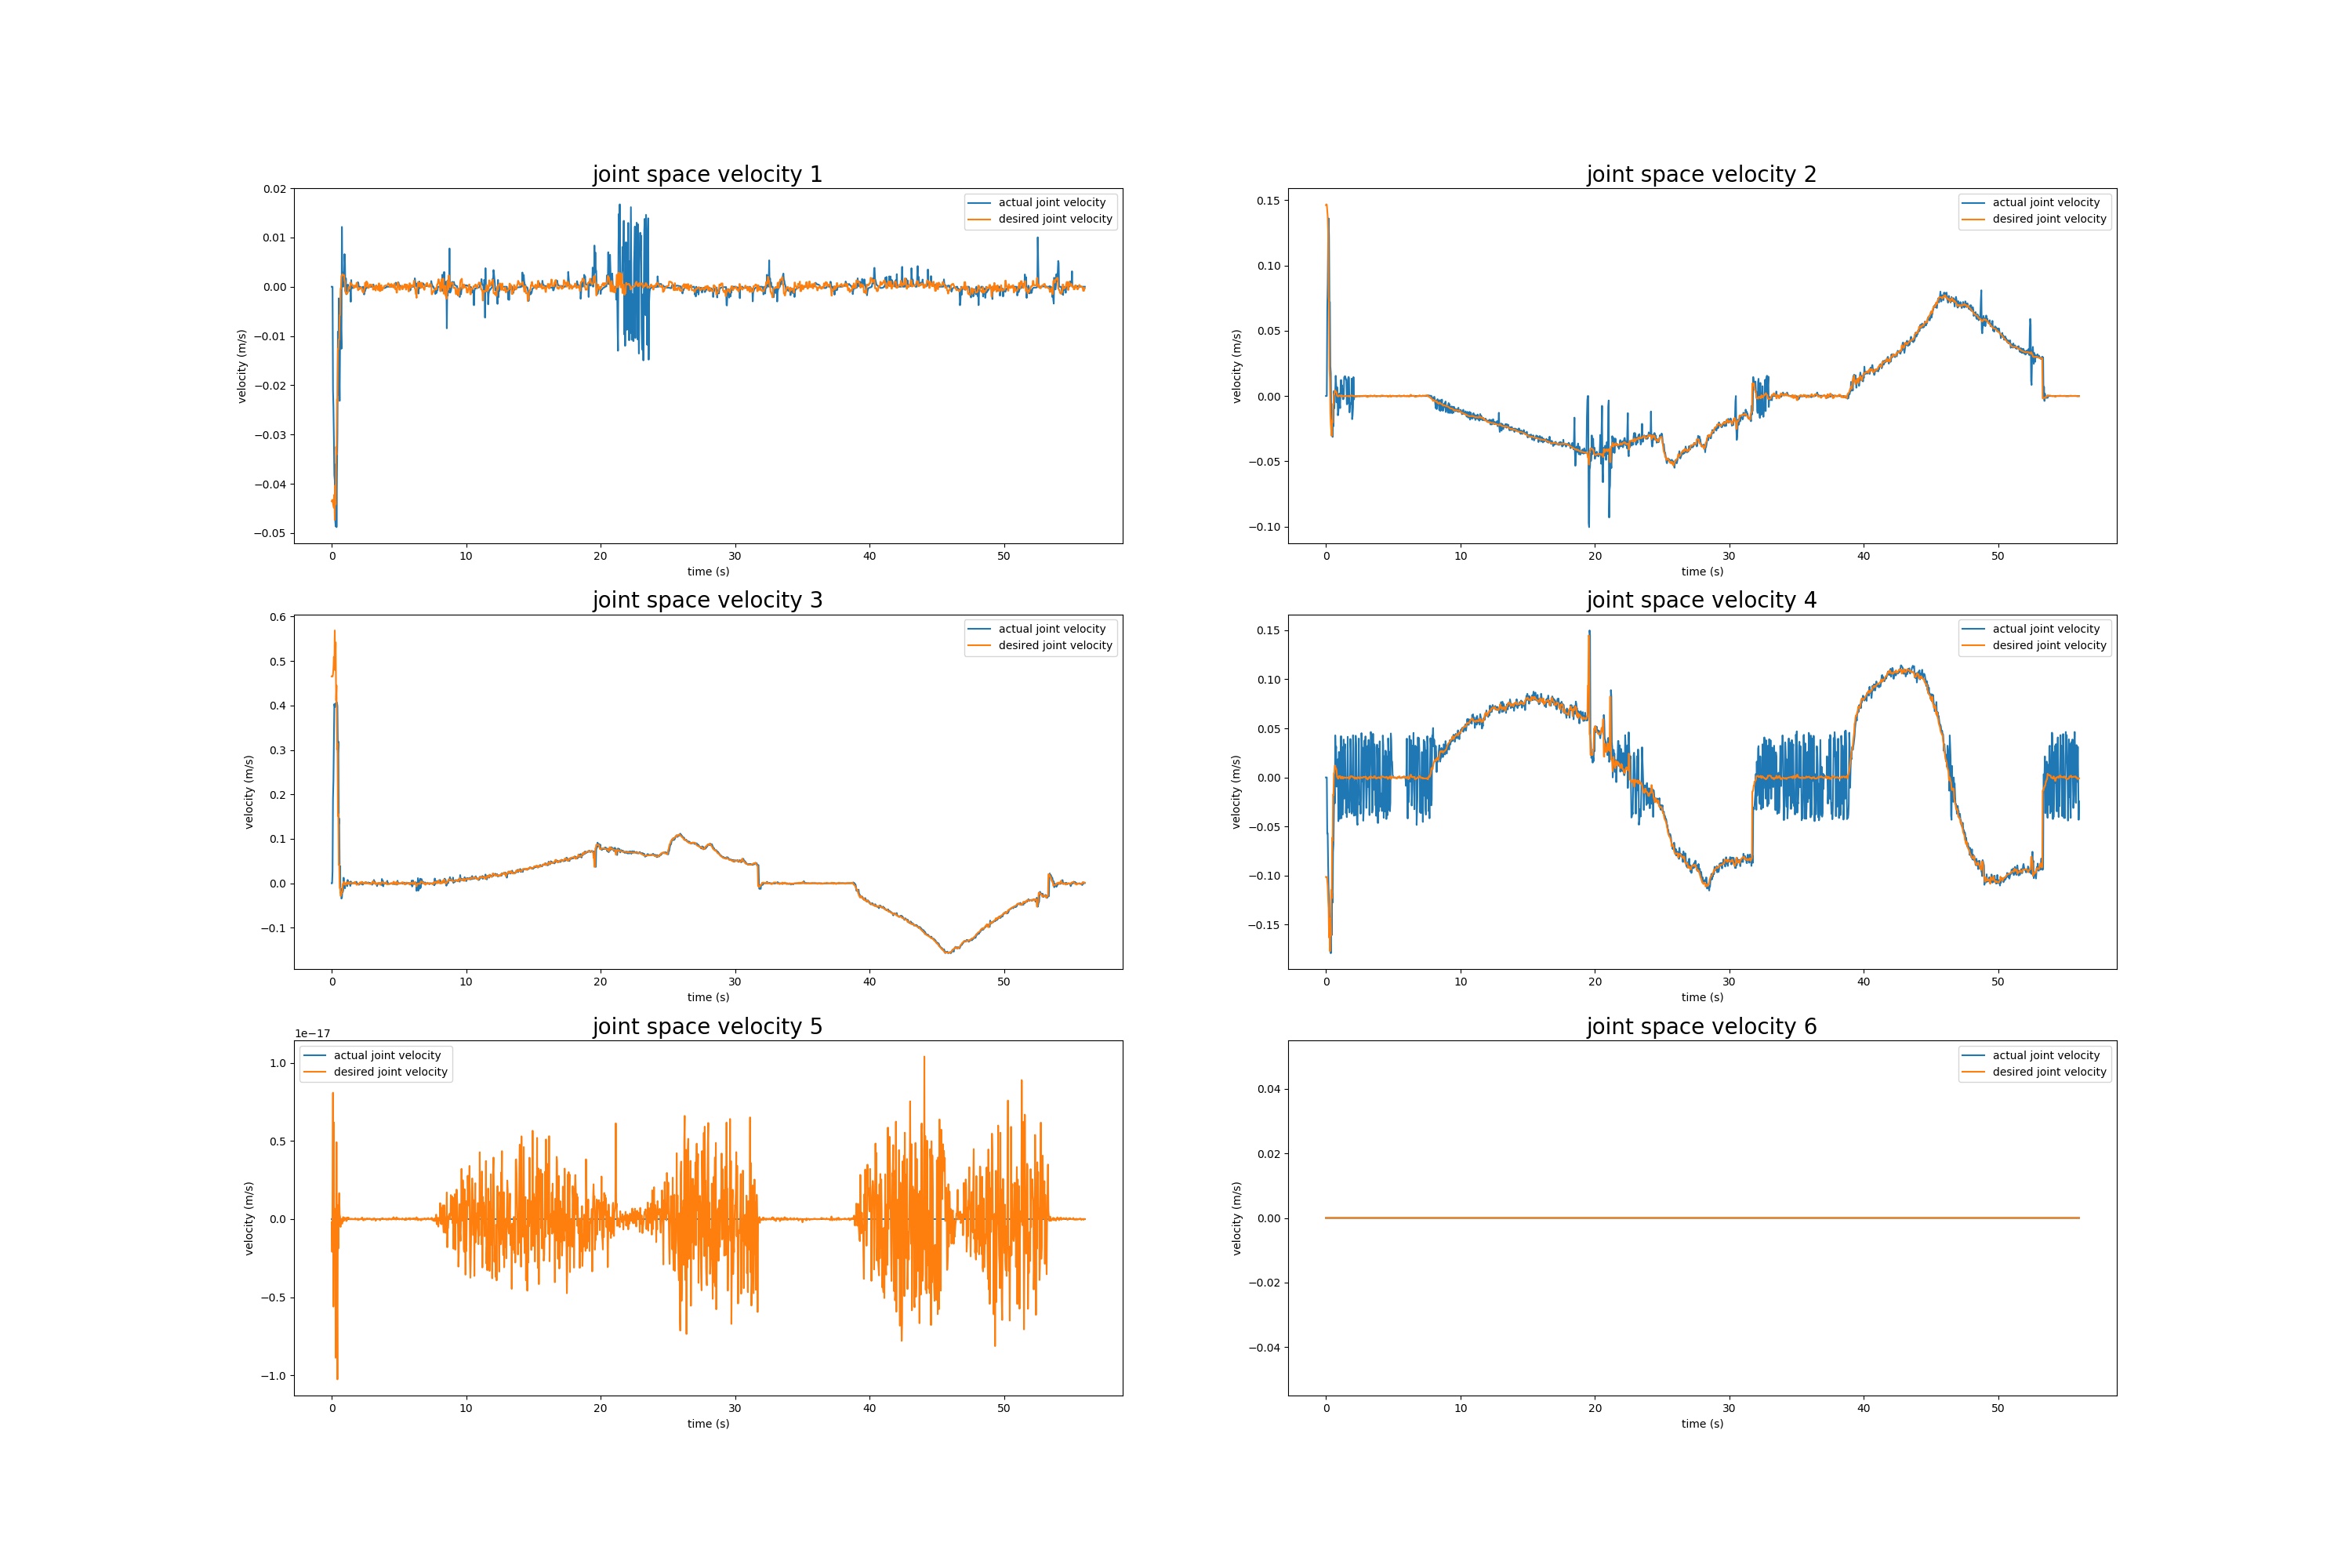 joint space velocity 1
0.02
0.01
0.00
−0.01
−0.02
−0.03
−0.04
−0.05
velocity (m/s)
actual joint velocity
desired joint velocity
0 10 20 30 40 50
time (s)
joint space velocity 2
0.15
0.10
0.05
0.00
−0.05
−0.10
velocity (m/s)
actual joint velocity
desired joint velocity
0 10 20 30 40 50
time (s)
joint space velocity 3
0.6
0.5
0.4
0.3
0.2
0.1
0.0
−0.1
velocity (m/s)
actual joint velocity
desired joint velocity
0 10 20 30 40 50
time (s)
joint space velocity 4
0.15
0.10
0.05
0.00
−0.05
−0.10
−0.15
velocity (m/s)
actual joint velocity
desired joint velocity
0 10 20 30 40 50
time (s)
joint space velocity 5
1e−17
1.0
0.5
0.0
−0.5
−1.0
velocity (m/s)
actual joint velocity
desired joint velocity
0 10 20 30 40 50
time (s)
joint space velocity 6
0.04
0.02
0.00
−0.02
−0.04
velocity (m/s)
actual joint velocity
desired joint velocity
0 10 20 30 40 50
time (s)